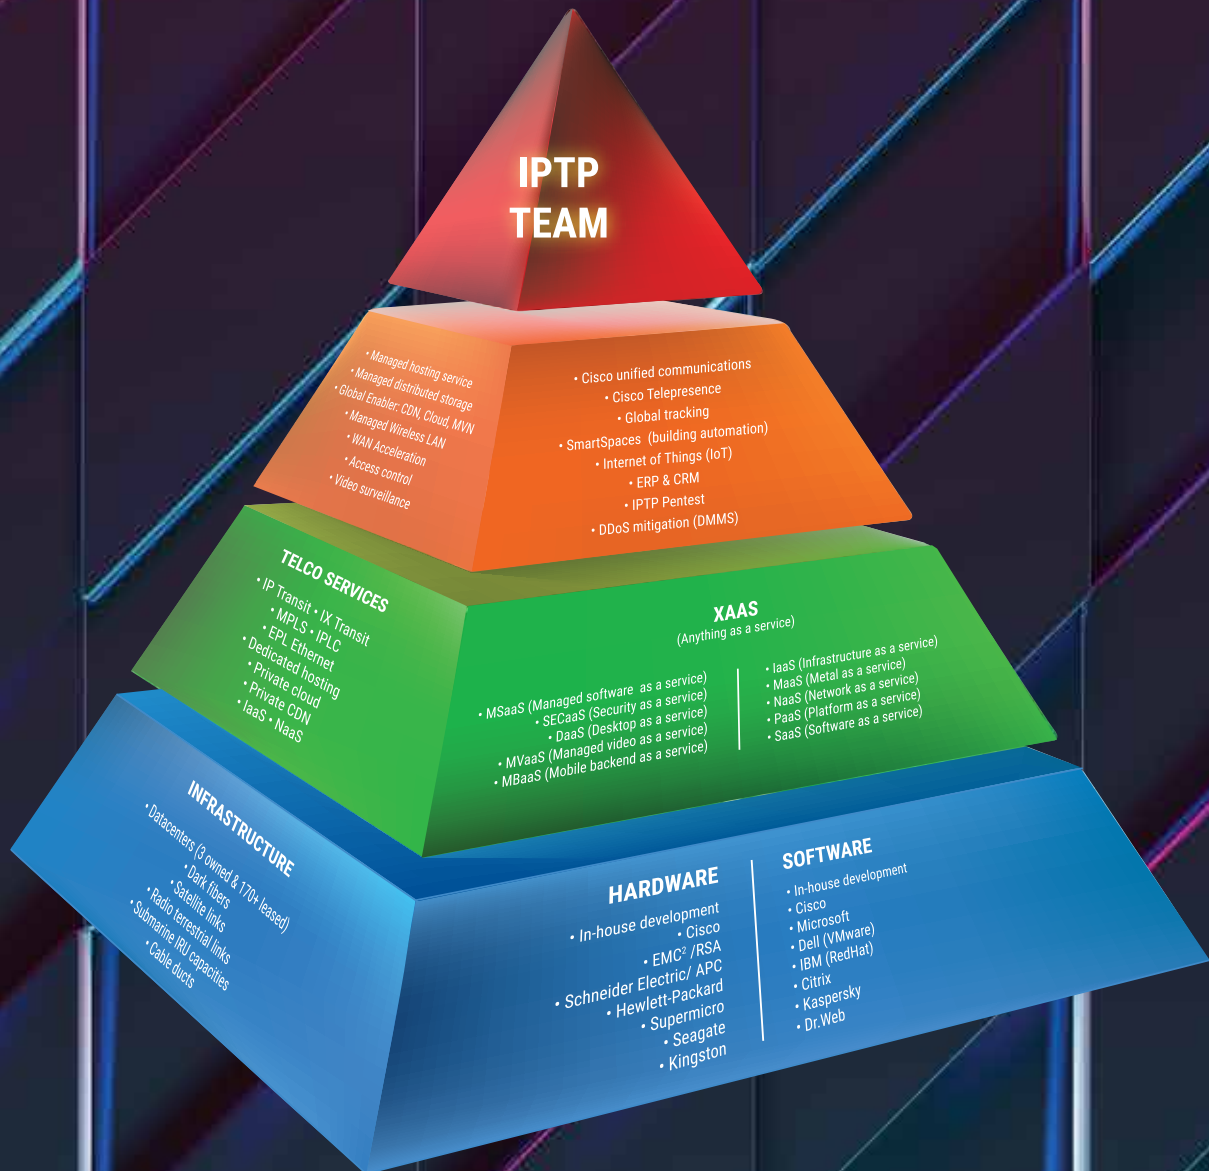 IPTP
TEAM
• Managed hosting service
• Managed distributed storage
• Global Enabler: CDN, Cloud, MVN
• Managed Wireless LAN
• WAN Acceleration
• Access control
• Video surveillance
• Cisco unified communications
• Cisco Telepresence
• Global tracking
• SmartSpaces (building automation)
• Internet of Things (IoT)
• ERP & CRM
• IPTP Pentest
• DDoS mitigation (DMMS)
TELCO SERVICES
• IP Transit • IX Transit
• MPLS • IPLC
• EPL Ethernet
• Dedicated hosting
• Private cloud
• Private CDN
• IaaS • NaaS
XAAS
(Anything as a service)
• MSaaS (Managed software as a service)
• SECaaS (Security as a service)
• DaaS (Desktop as a service)
• MVaaS (Managed video as a service)
• MBaaS (Mobile backend as a service)
• IaaS (Infrastructure as a service)
• MaaS (Metal as a service)
• NaaS (Network as a service)
• PaaS (Platform as a service)
• SaaS (Software as a service)
INFRASTRUCTURE
• Datacenters (3 owned & 170+ leased)
• Dark fibers
• Satellite links
• Radio terrestrial links
• Submarine IRU capacities
• Cable ducts
HARDWARE
• In-house development
• Cisco
• EMC² /RSA
• Schneider Electric/ APC
• Hewlett-Packard
• Supermicro
• Seagate
• Kingston
SOFTWARE
• In-house development
• Cisco
• Microsoft
• Dell (VMware)
• IBM (RedHat)
• Citrix
• Kaspersky
• Dr.Web